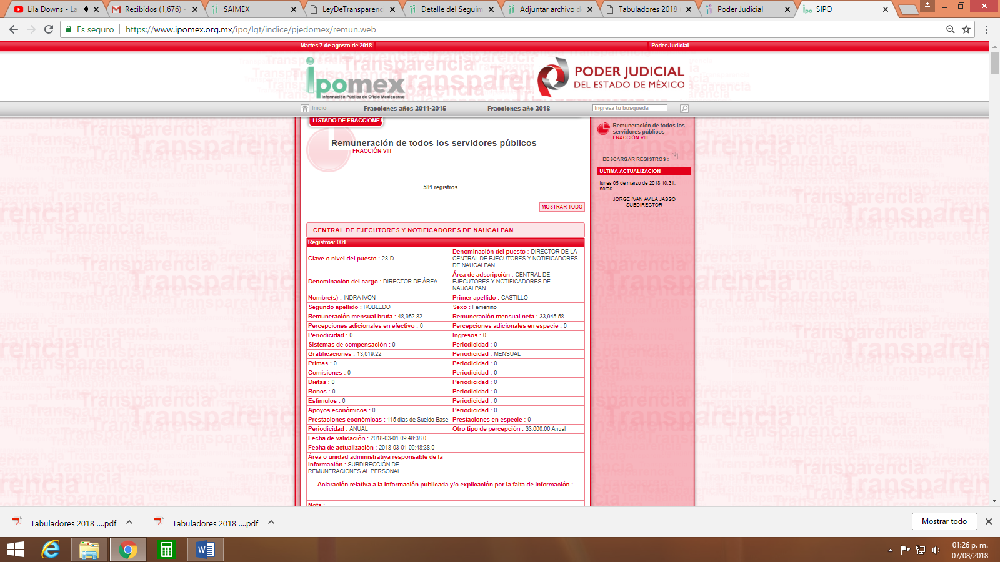 Lila Downs - La
Recibidos (1,676) -
SAIMEX
LeyDeTransparenc
Detalle del Seguim
Adjuntar archivo d
Tabuladores 2018
Poder Judicial
SIPO
Es seguro
https://www.ipomex.org.mx/ipo/lgt/indice/pjedomex/remun.web
Martes 7 de agosto de 2018
Poder Judicial
Transparencia
ipomex
Información Pública de Oficio Mexiquense
PODER JUDICIAL
DEL ESTADO DE MÉXICO
Inicio
Fracciones años 2011-2015
Fracciones año 2018
Ingresa tu busqueda
LISTADO DE FRACCIONES
Remuneración de todos los servidores públicos
FRACCIÓN VIII
581 registros
MOSTRAR TODO
Remuneración de todos los
servidores públicos
FRACCIÓN VIII
DESCARGAR REGISTROS :
ULTIMA ACTUALIZACIÓN
lunes 05 de marzo de 2018 10:31,
horas
JORGE IVAN AVILA JASSO
SUBDIRECTOR
CENTRAL DE EJECUTORES Y NOTIFICADORES DE NAUCALPAN
Registros: 001
Clave o nivel del puesto : 28-D
Denominación del puesto : DIRECTOR DE LA
CENTRAL DE EJECUTORES Y NOTIFICADORES
DE NAUCALPAN
Denominación del cargo : DIRECTOR DE ÁREA
Área de adscripción : CENTRAL DE
EJECUTORES Y NOTIFICADORES DE
NAUCALPAN
Nombre(s) : INDRA IVON
Primer apellido : CASTILLO
Segundo apellido : ROBLEDO
Sexo : Femenino
Remuneración mensual bruta : 48,952.82
Remuneración mensual neta : 33,945.58
Percepciones adicionales en efectivo : 0
Percepciones adicionales en especie : 0
Periodicidad : 0
Ingresos : 0
Sistemas de compensación : 0
Periodicidad : 0
Gratificaciones : 13,019.22
Periodicidad : MENSUAL
Primas : 0
Periodicidad : 0
Comisiones : 0
Periodicidad : 0
Dietas : 0
Periodicidad : 0
Bonos : 0
Periodicidad : 0
Estímulos : 0
Periodicidad : 0
Apoyos económicos : 0
Periodicidad : 0
Prestaciones económicas : 115 días de Sueldo Base
Prestaciones en especie : 0
Periodicidad : ANUAL
Otro tipo de percepción : $3,000.00 Anual
Fecha de validación : 2018-03-01 09:48:38.0
Fecha de actualización : 2018-03-01 09:48:38.0
Área o unidad administrativa responsable de la
información : SUBDIRECCIÓN DE
REMUNERACIONES AL PERSONAL
Aclaración relativa a la información publicada y/o explicación por la falta de información :
Nota :
Tabuladores 2018 ....pdf
Tabuladores 2018 ....pdf
Mostrar todo
01:26 p. m.
07/08/2018